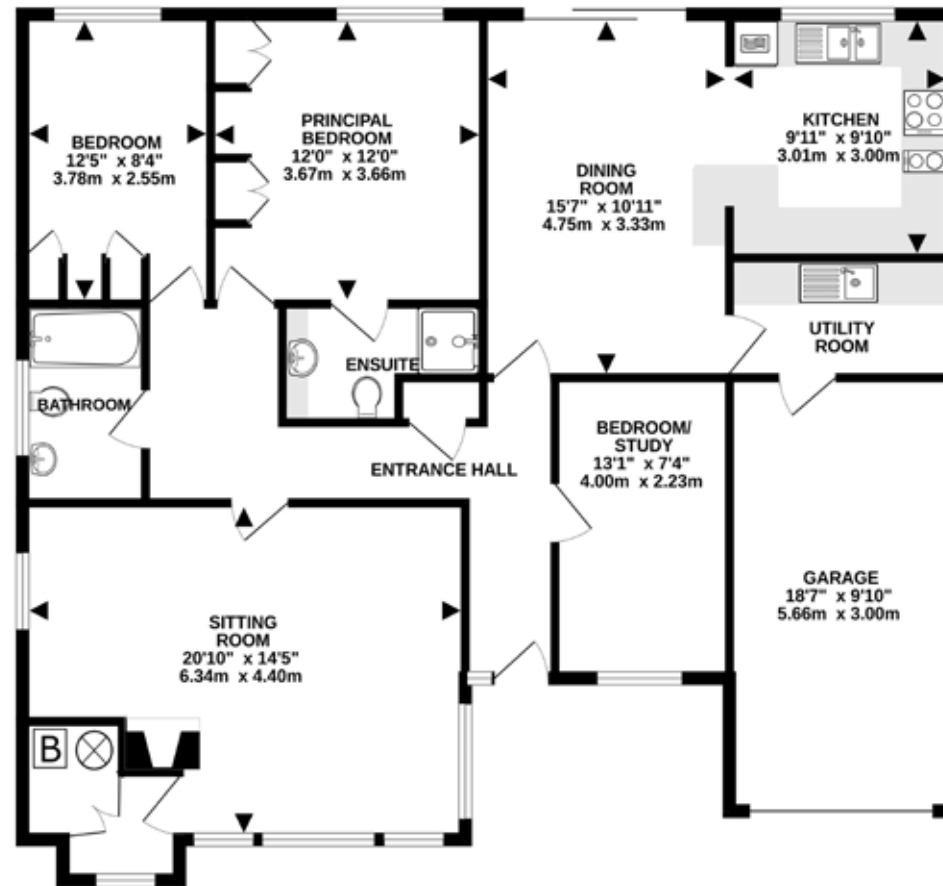 BEDROOM
12'5" x 8'4"
3.78m x 2.55m
PRINCIPAL
BEDROOM
12'0" x 12'0"
3.67m x 3.66m
DINING
ROOM
15'7" x 10'11"
4.75m x 3.33m
KITCHEN
9'11" x 9'10"
3.01m x 3.00m
UTILITY
ROOM
ENSUITE
BATHROOM
ENTRANCE HALL
BEDROOM/
STUDY
13'1" x 7'4"
4.00m x 2.23m
GARAGE
18'7" x 9'10"
5.66m x 3.00m
SITTING
ROOM
20'10" x 14'5"
6.34m x 4.40m
B